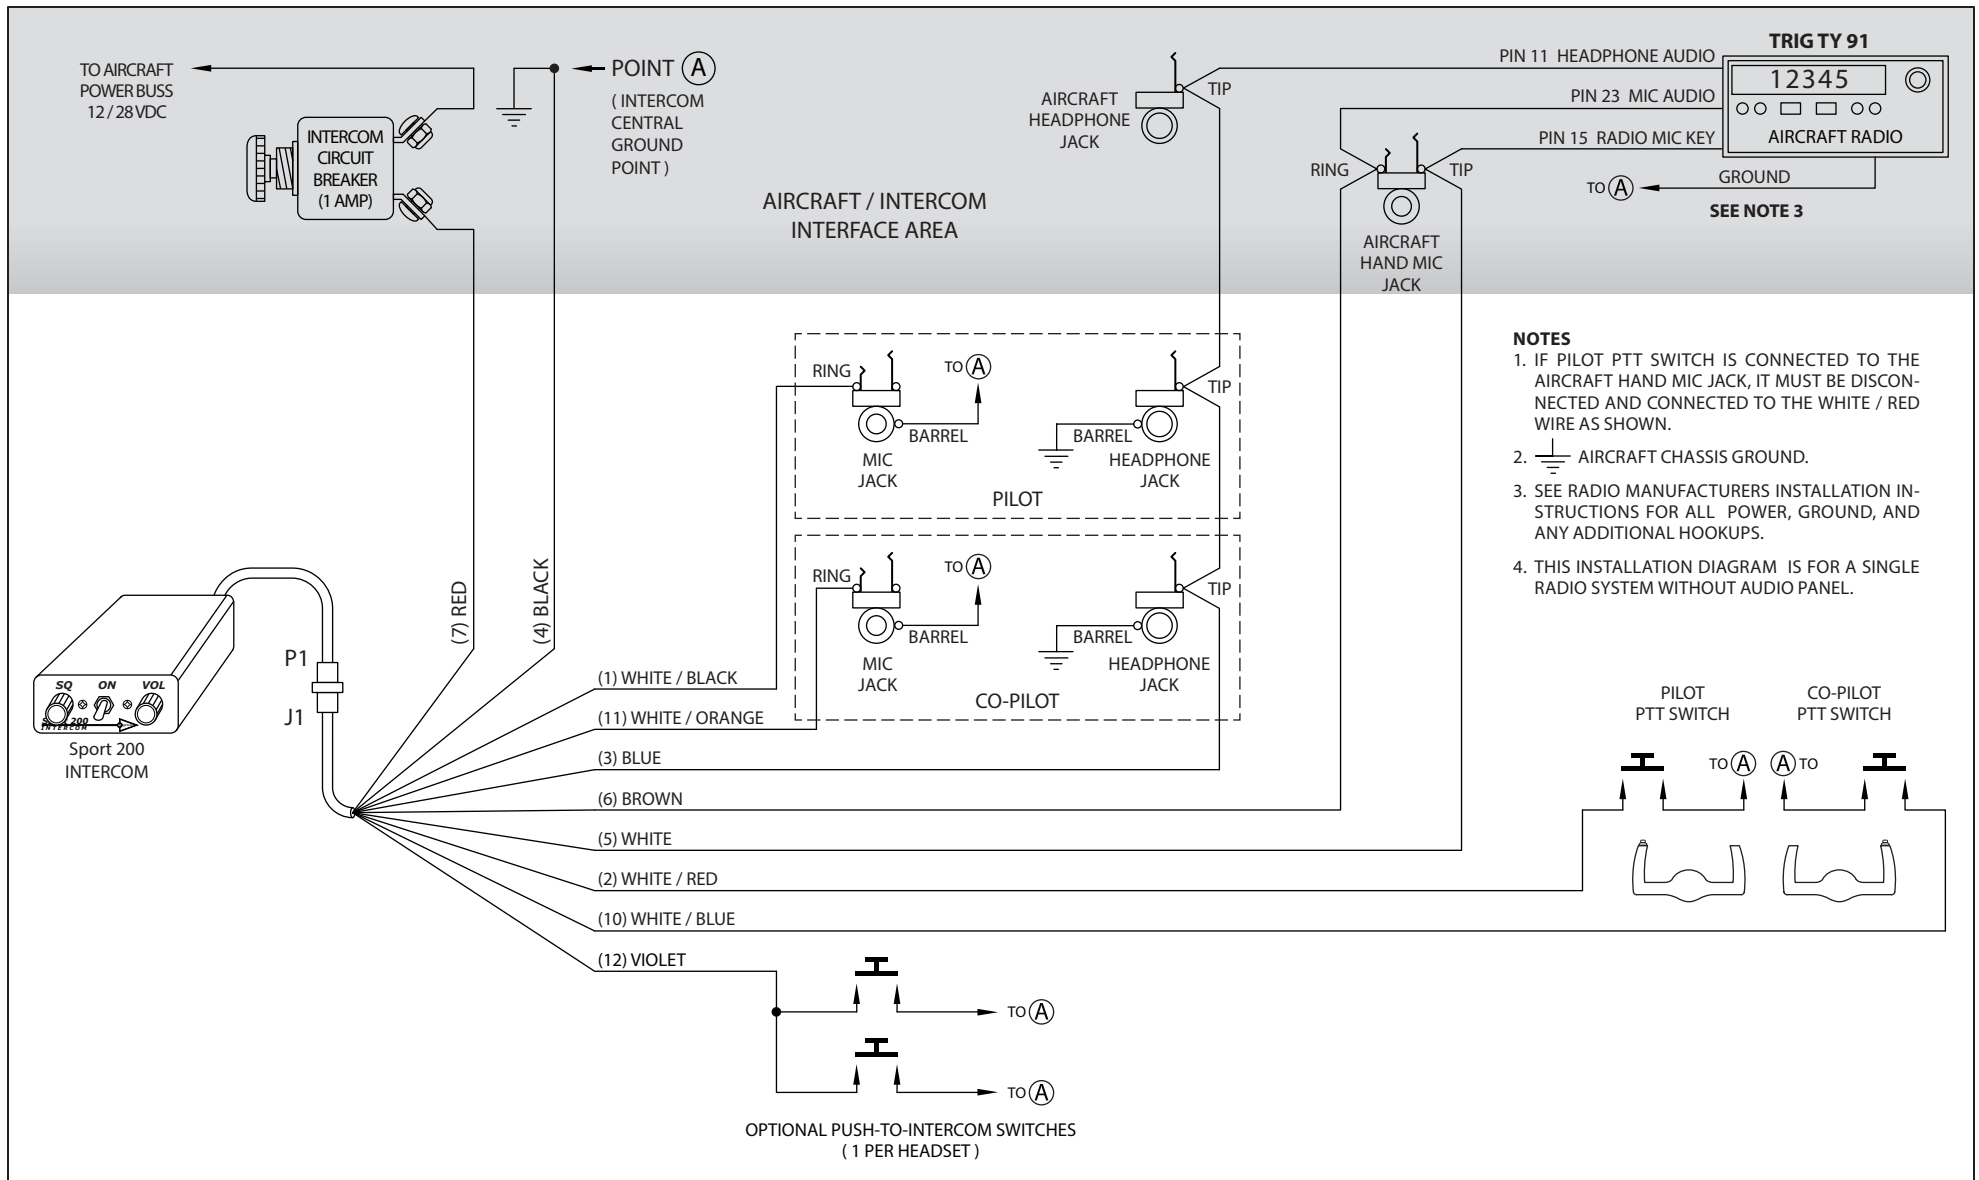 TO AIRCRAFT
POWER BUSS
12 / 28 VDC
INTERCOM
CIRCUIT
BREAKER
(1 AMP)
POINT A
( INTERCOM
CENTRAL
GROUND
POINT )
AIRCRAFT / INTERCOM
INTERFACE AREA
AIRCRAFT
HEADPHONE
JACK
TIP
PIN 11 HEADPHONE AUDIO
PIN 23 MIC AUDIO
PIN 15 RADIO MIC KEY
RING
TIP
AIRCRAFT
HAND MIC
JACK
TRIG TY 91
12345
AIRCRAFT RADIO
TO A
GROUND
SEE NOTE 3
RING
TO A
BARREL
MIC
JACK
TIP
BARREL
HEADPHONE
JACK
PILOT
RING
TO A
BARREL
MIC
JACK
TIP
BARREL
HEADPHONE
JACK
CO-PILOT
NOTES
1. IF PILOT PTT SWITCH IS CONNECTED TO THE
AIRCRAFT HAND MIC JACK, IT MUST BE DISCON-
NECTED AND CONNECTED TO THE WHITE / RED
WIRE AS SHOWN.
2. AIRCRAFT CHASSIS GROUND.
3. SEE RADIO MANUFACTURERS INSTALLATION IN-
STRUCTIONS FOR ALL POWER, GROUND, AND
ANY ADDITIONAL HOOKUPS.
4. THIS INSTALLATION DIAGRAM IS FOR A SINGLE
RADIO SYSTEM WITHOUT AUDIO PANEL.
(7) RED
(4) BLACK
P1
J1
SQ ON VOL
200
INTERCOM
Sport 200
INTERCOM
(1) WHITE / BLACK
(11) WHITE / ORANGE
(3) BLUE
(6) BROWN
(5) WHITE
(2) WHITE / RED
(10) WHITE / BLUE
(12) VIOLET
PILOT
PTT SWITCH
CO-PILOT
PTT SWITCH
TO A
A TO
TO A
TO A
OPTIONAL PUSH-TO-INTERCOM SWITCHES
( 1 PER HEADSET )